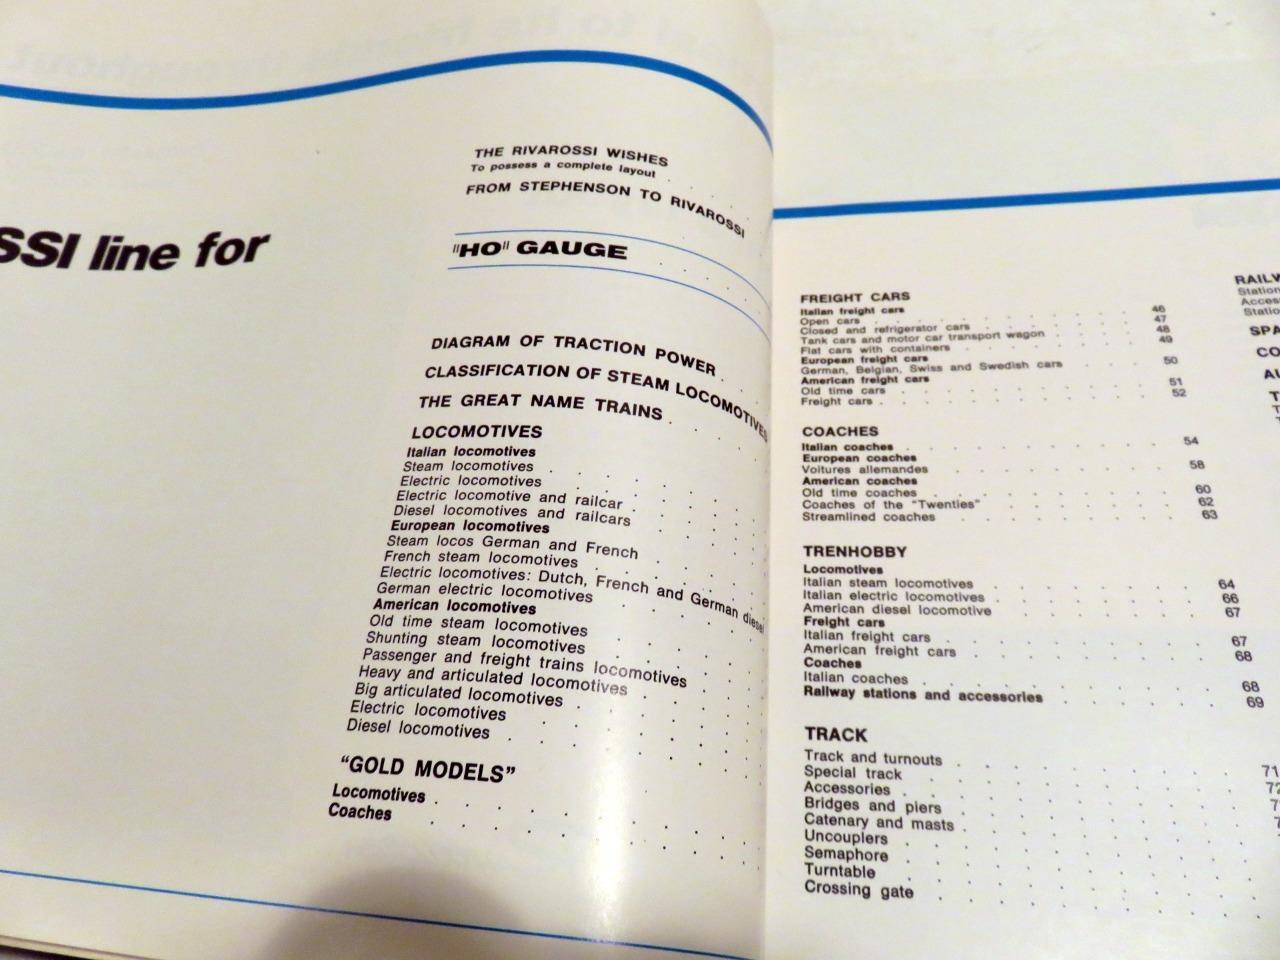 SSI line for
THE RIVAROSSI WISHES
To possess a complete layout
FROM STEPHENSON TO RIVAROSSI
"HO" GAUGE
DIAGRAM OF TRACTION POWER
CLASSIFICATION OF STEAM LOCOMOTIVES
THE GREAT NAME TRAINS
LOCOMOTIVES
Italian locomotives
Steam locomotives
Electric locomotives
Electric locomotive and railcar
Diesel locomotives and railcars
European locomotives
Steam locos German and French
French steam locomotives
Electric locomotives: Dutch, French and German diesel
German electric locomotives
American locomotives
Old time steam locomotives
Shunting steam locomotives
Passenger and freight trains locomotives
Heavy and articulated locomotives
Big articulated locomotives
Electric locomotives
Diesel locomotives
"GOLD MODELS"
Locomotives
Coaches
FREIGHT CARS
Italian freight cars 46
Open cars 47
Closed and refrigerator cars 48
Tank cars and motor car transport wagon 49
Flat cars with containers
European freight cars 50
German, Belgian, Swiss and Swedish cars
American freight cars 51
Old time cars 52
Freight cars
COACHES
Italian coaches 54
European coaches
Voitures allemandes 58
American coaches
Old time coaches 60
Coaches of the "Twenties" 62
Streamlined coaches 63
TRENHOBBY
Locomotives
Italian steam locomotives 64
Italian electric locomotives 66
American diesel locomotive 67
Freight cars
Italian freight cars 67
American freight cars 68
Coaches
Italian coaches 68
Railway stations and accessories 69
TRACK
Track and turnouts 71
Special track 72
Accessories
Bridges and piers
Catenary and masts
Uncouplers
Semaphore
Turntable
Crossing gate
RAILW
Station
Access
Statio
SPA
CO
AU